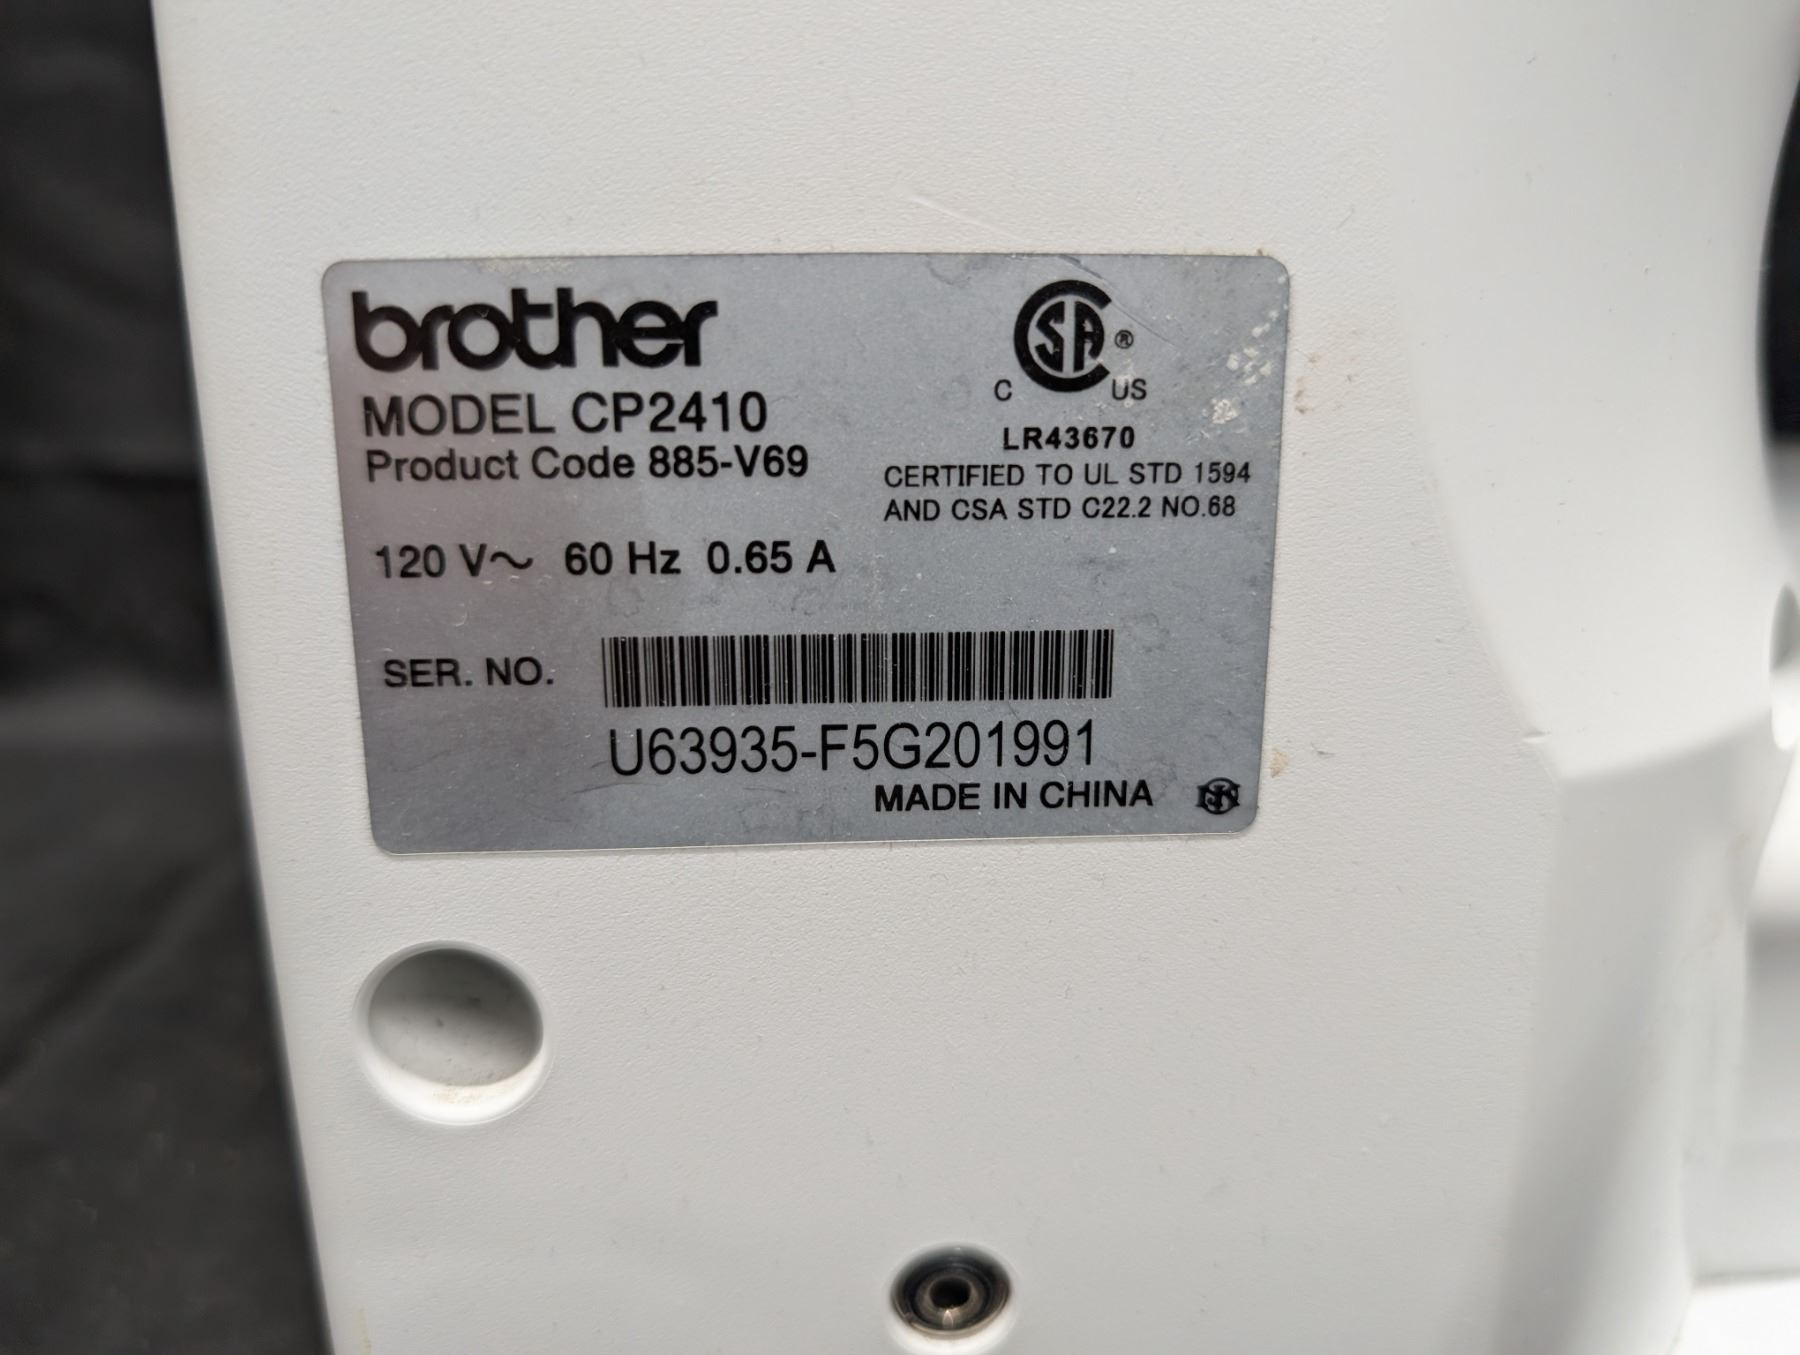 brother
MODEL CP2410
Product Code 885-V69
120 V~ 60 Hz 0.65 A
SER. NO.
U63935-F5G201991
MADE IN CHINA
CSA®
C US
LR43670
CERTIFIED TO UL STD 1594
AND CSA STD C22.2 NO.68